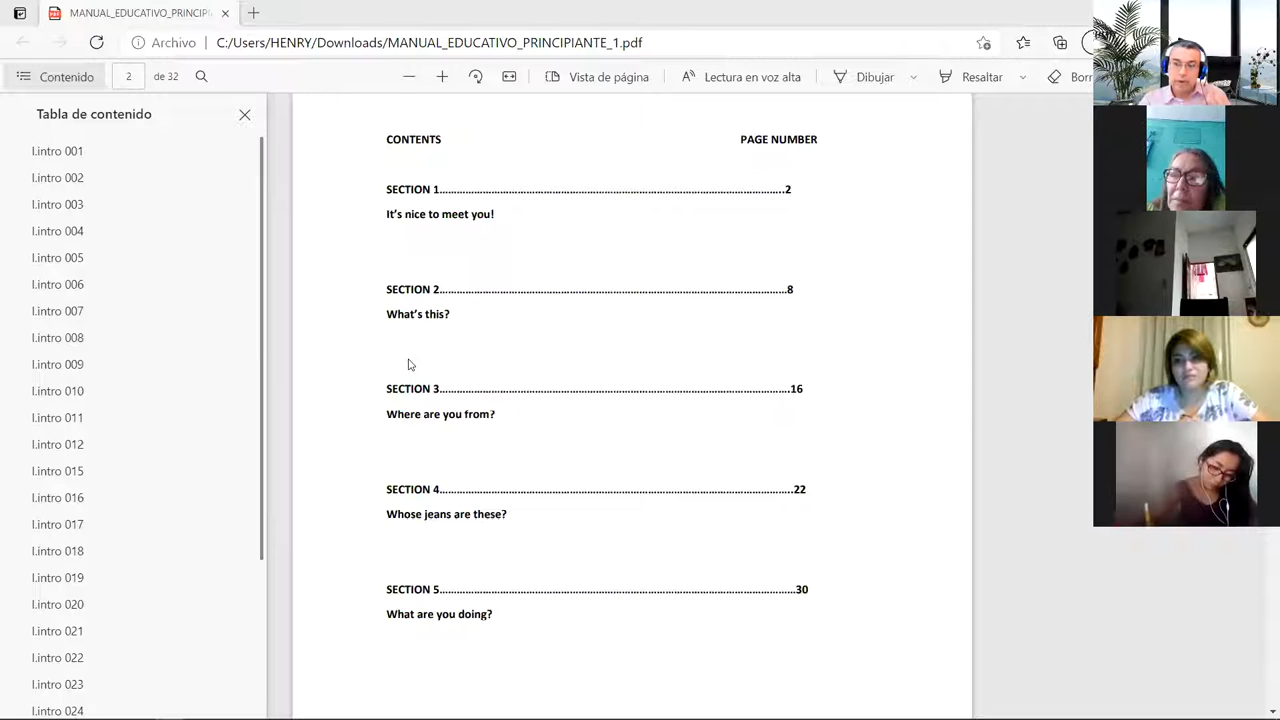 MANUAL_EDUCATIVO_PRINCIPI
Archivo C:/Users/HENRY/Downloads/MANUAL_EDUCATIVO_PRINCIPIANTE_1.pdf
Contenido 2 de 32 Vista de página Lectura en voz alta Dibujar Resaltar Borr
Tabla de contenido
I.intro 001
I.intro 002
I.intro 003
I.intro 004
I.intro 005
I.intro 006
I.intro 007
I.intro 008
I.intro 009
I.intro 010
I.intro 011
I.intro 012
I.intro 015
I.intro 016
I.intro 017
I.intro 018
I.intro 019
I.intro 020
I.intro 021
I.intro 022
I.intro 023
I.intro 024
CONTENTS PAGE NUMBER
SECTION 1.......................................................................................2
It's nice to meet you!
SECTION 2.......................................................................................8
What's this?
SECTION 3.......................................................................................16
Where are you from?
SECTION 4.......................................................................................22
Whose jeans are these?
SECTION 5.......................................................................................30
What are you doing?